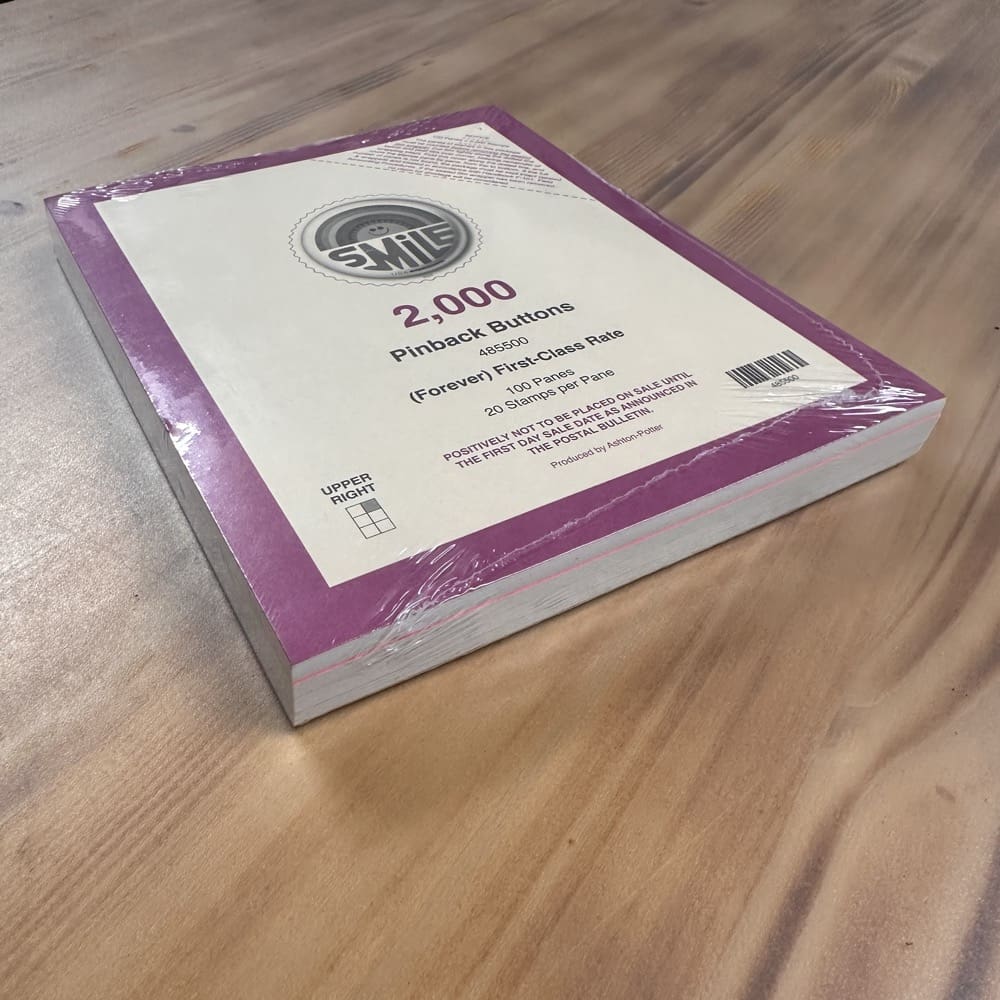 NOTICE
SMiLE
USA
2,000
Pinback Buttons
485500
(Forever) First-Class Rate
100 Panes
20 Stamps per Pane
POSITIVELY NOT TO BE PLACED ON SALE UNTIL
THE FIRST DAY SALE DATE AS ANNOUNCED IN
THE POSTAL BULLETIN.
Produced by Ashton-Potter
UPPER
RIGHT
485500